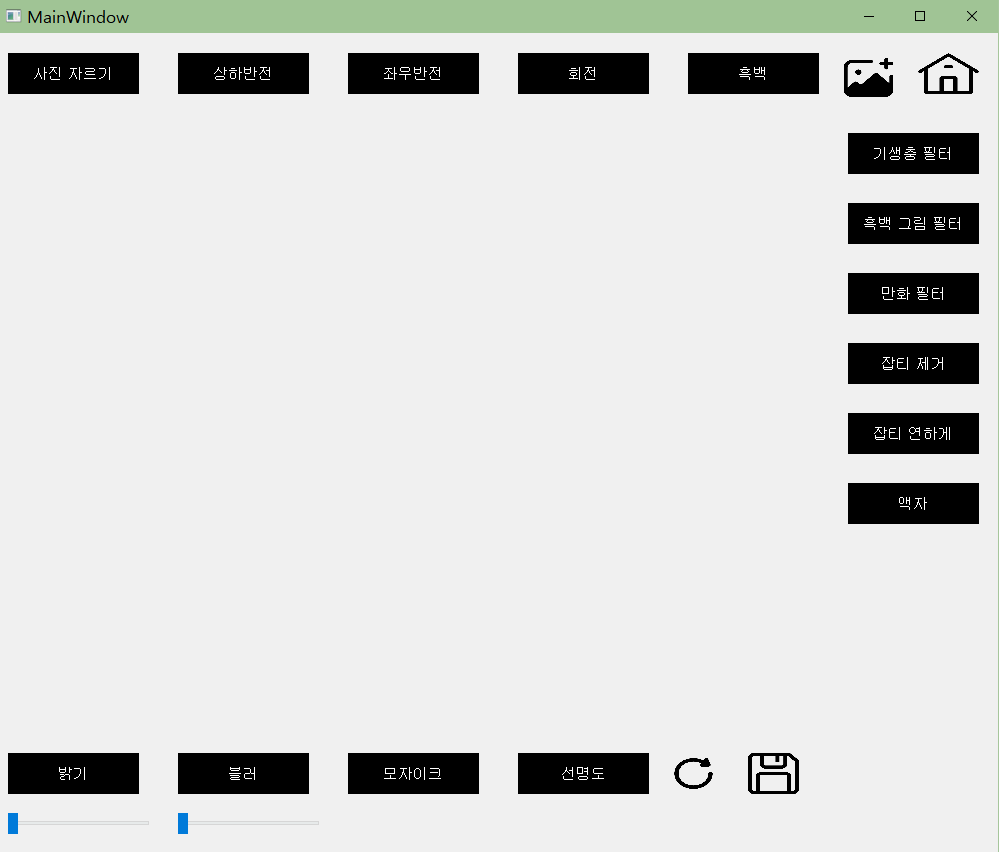 MainWindow
사진 자르기
상하반전
좌우반전
회전
흑백
기생충 필터
흑백 그림 필터
만화 필터
잡티 제거
잡티 연하게
액자
밝기
블러
모자이크
선명도